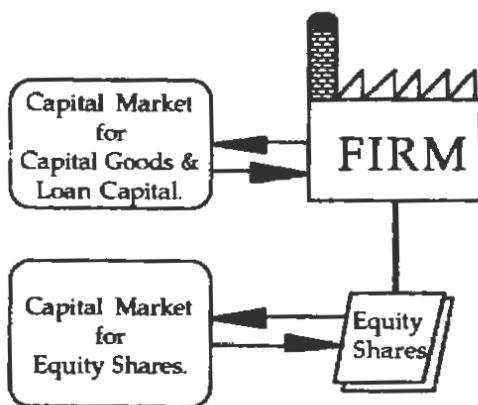 Capital Market
for
Capital Goods &
Loan Capital.
FIRM
Capital Market
for
Equity Shares.
Equity
Shares